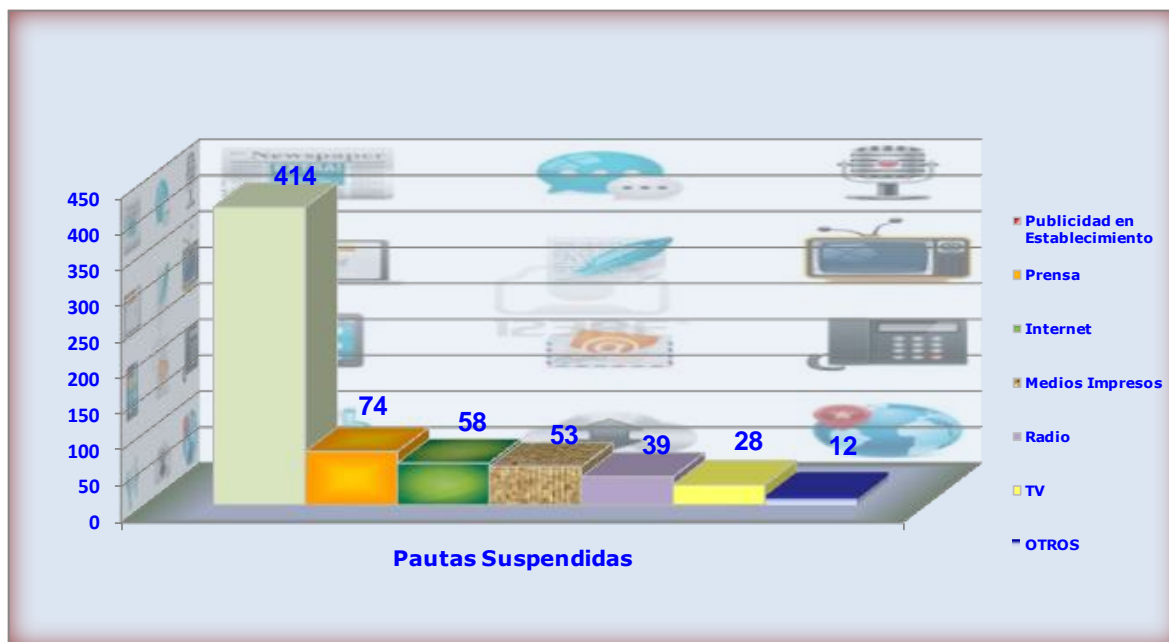 Newspaper
414
450
400
350
300
250
200
150
100
50
0
74
58
53
39
28
12
Pautas Suspendidas
Publicidad en
Establecimiento
Prensa
Internet
Medios Impresos
Radio
TV
OTROS